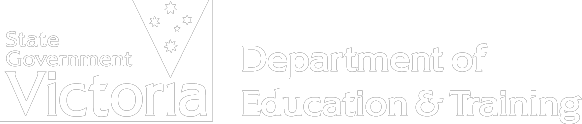 State
Government
Victoria
Department of
Education & Training